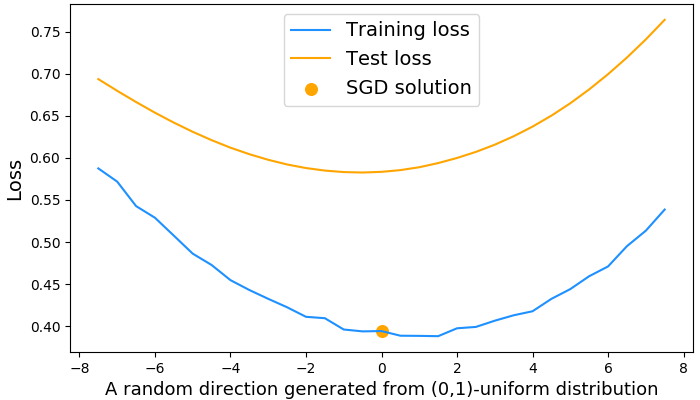 Training loss
Test loss
SGD solution
Loss
0.75
0.70
0.65
0.60
0.55
0.50
0.45
0.40
−8 −6 −4 −2 0 2 4 6 8
A random direction generated from (0,1)-uniform distribution